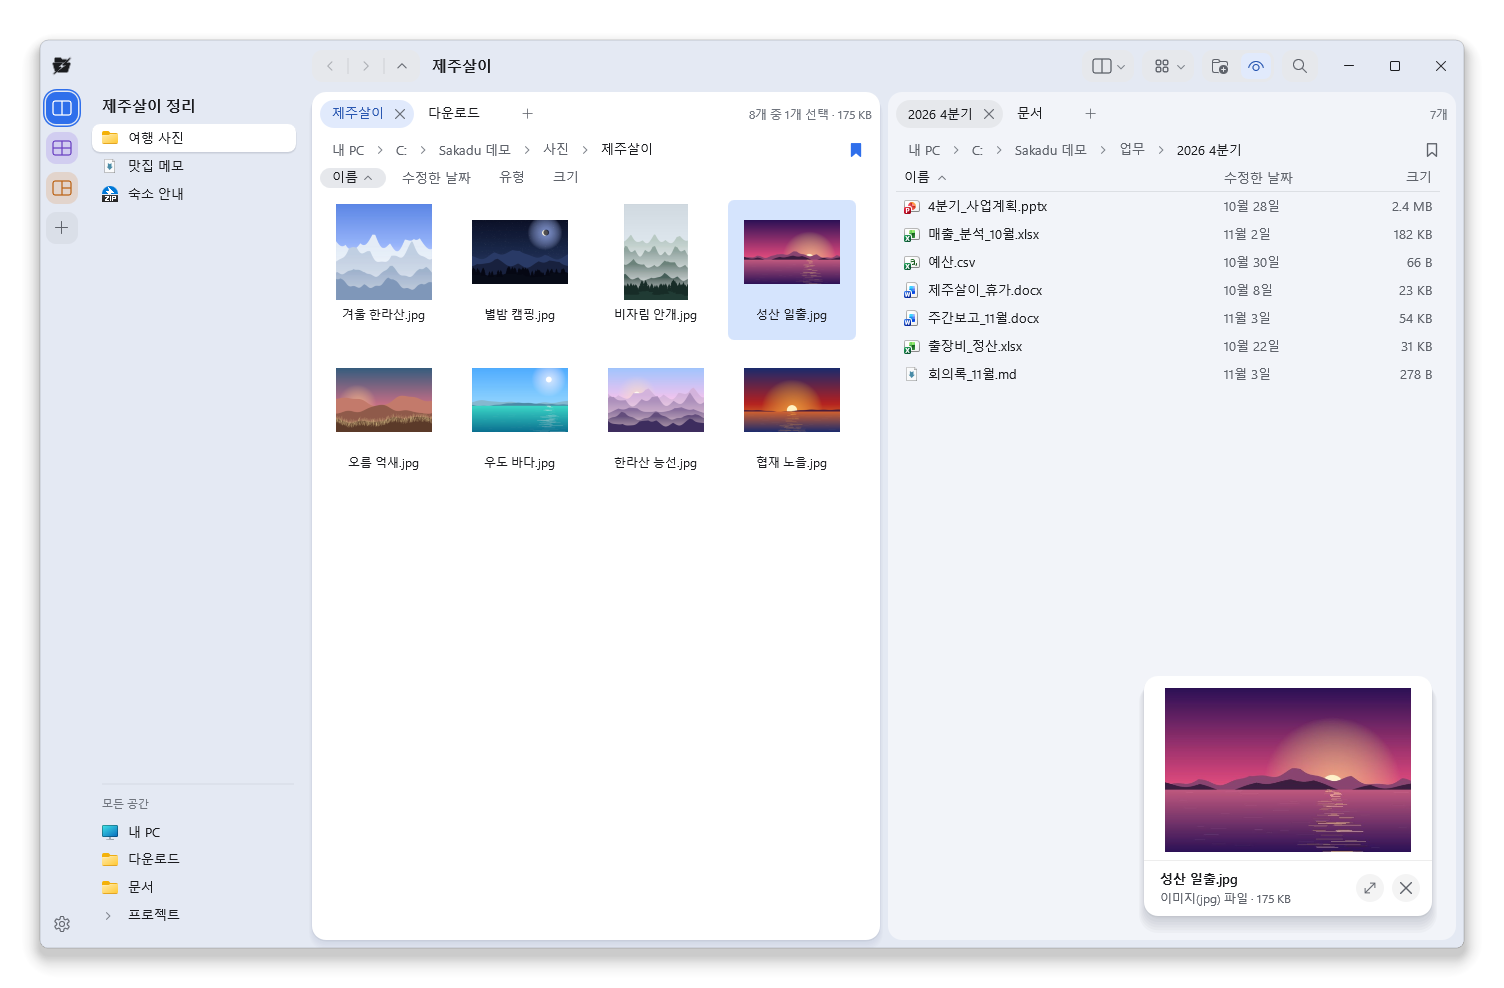 제주살이
제주살이 정리
여행 사진
맛집 메모
ZIP 숙소 안내
모든 공간
내 PC
다운로드
문서
프로젝트
제주살이 다운로드 8개 중 1개 선택 · 175 KB
내 PC C: Sakadu 데모 사진 제주살이
이름 수정한 날짜 유형 크기
겨울 한라산.jpg 별밤 캠핑.jpg 비자림 안개.jpg 성산 일출.jpg
오름 억새.jpg 우도 바다.jpg 한라산 능선.jpg 협재 노을.jpg
2026 4분기 문서 7개
내 PC C: Sakadu 데모 업무 2026 4분기
이름 수정한 날짜 크기
4분기_사업계획.pptx 10월 28일 2.4 MB
매출_분석_10월.xlsx 11월 2일 182 KB
예산.csv 10월 30일 66 B
제주살이_휴가.docx 10월 8일 23 KB
주간보고_11월.docx 11월 3일 54 KB
출장비_정산.xlsx 10월 22일 31 KB
회의록_11월.md 11월 3일 278 B
성산 일출.jpg
이미지(jpg) 파일 · 175 KB